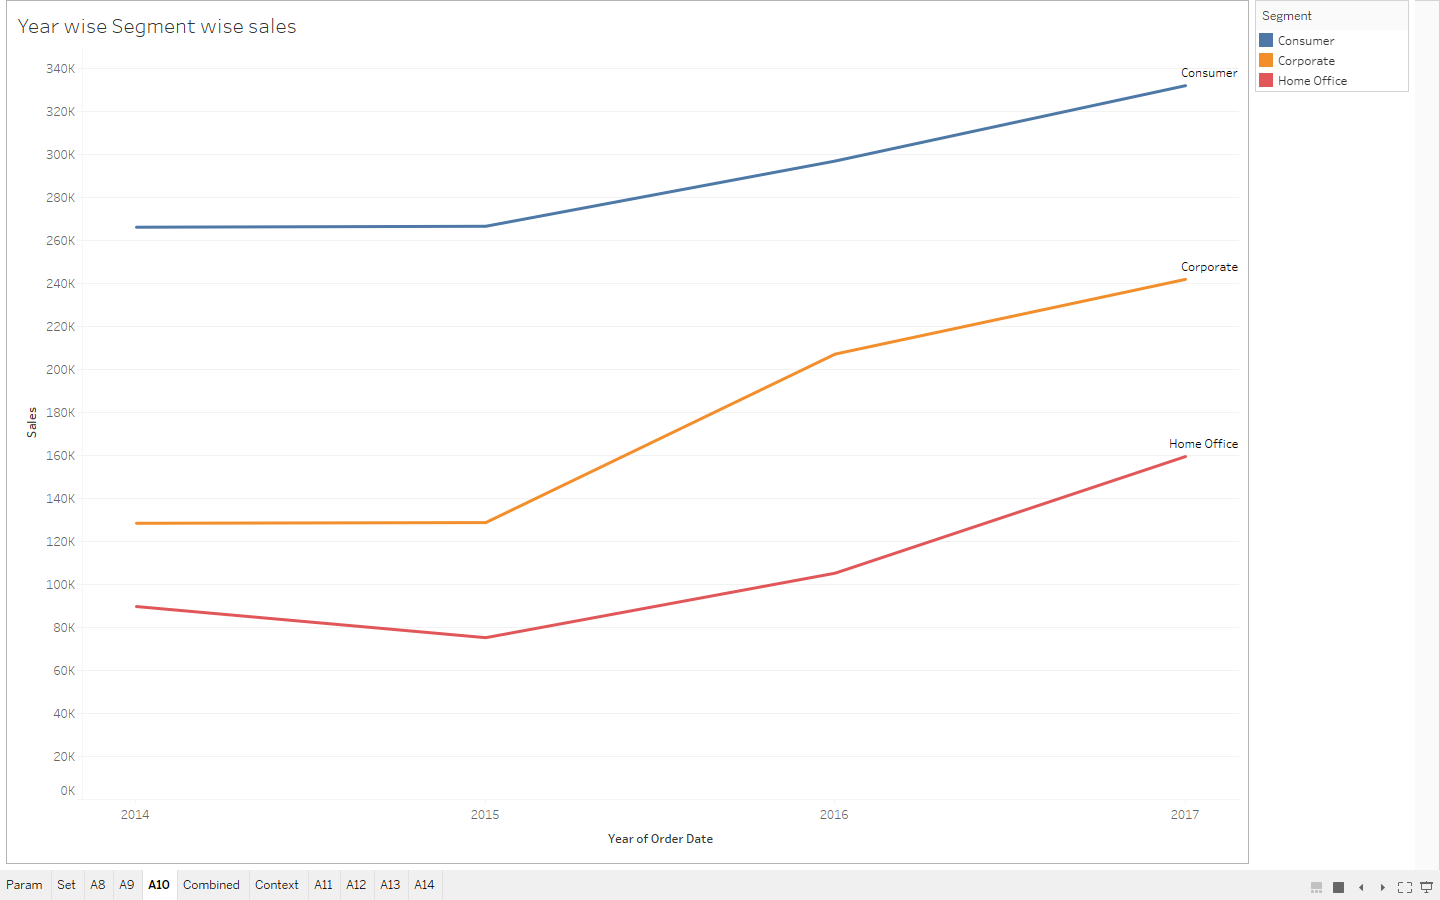 Year wise Segment wise sales
Segment
Consumer
Corporate
Home Office
340K
320K
300K
280K
260K
240K
220K
200K
180K
160K
140K
120K
100K
80K
60K
40K
20K
0K
Sales
Consumer
Corporate
Home Office
2014 2015 2016 2017
Year of Order Date
Param Set A8 A9 A10 Combined Context A11 A12 A13 A14